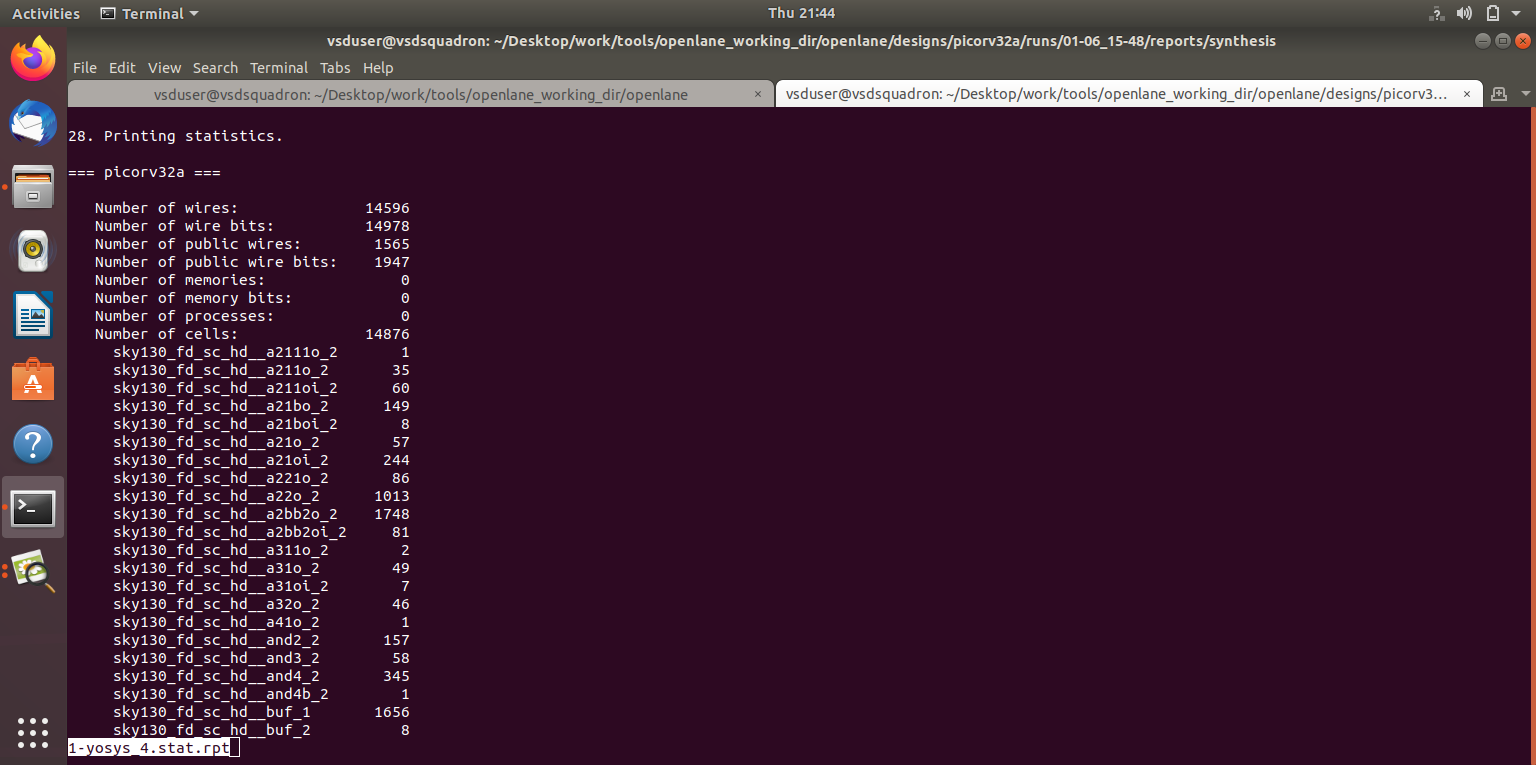 Activities Terminal Thu 21:44
vsduser@vsdsquadron: ~/Desktop/work/tools/openlane_working_dir/openlane/designs/picorv32a/runs/01-06_15-48/reports/synthesis
File Edit View Search Terminal Tabs Help
vsduser@vsdsquadron: ~/Desktop/work/tools/openlane_working_dir/openlane × vsduser@vsdsquadron: ~/Desktop/work/tools/openlane_working_dir/openlane/designs/picorv3... ×
28. Printing statistics.
=== picorv32a ===
Number of wires: 14596
Number of wire bits: 14978
Number of public wires: 1565
Number of public wire bits: 1947
Number of memories: 0
Number of memory bits: 0
Number of processes: 0
Number of cells: 14876
sky130_fd_sc_hd__a2111o_2 1
sky130_fd_sc_hd__a211o_2 35
sky130_fd_sc_hd__a211oi_2 60
sky130_fd_sc_hd__a21bo_2 149
sky130_fd_sc_hd__a21boi_2 8
sky130_fd_sc_hd__a21o_2 57
sky130_fd_sc_hd__a21oi_2 244
sky130_fd_sc_hd__a221o_2 86
sky130_fd_sc_hd__a22o_2 1013
sky130_fd_sc_hd__a2bb2o_2 1748
sky130_fd_sc_hd__a2bb2oi_2 81
sky130_fd_sc_hd__a311o_2 2
sky130_fd_sc_hd__a31o_2 49
sky130_fd_sc_hd__a31oi_2 7
sky130_fd_sc_hd__a32o_2 46
sky130_fd_sc_hd__a41o_2 1
sky130_fd_sc_hd__and2_2 157
sky130_fd_sc_hd__and3_2 58
sky130_fd_sc_hd__and4_2 345
sky130_fd_sc_hd__and4b_2 1
sky130_fd_sc_hd__buf_1 1656
sky130_fd_sc_hd__buf_2 8
1-yosys_4.stat.rpt